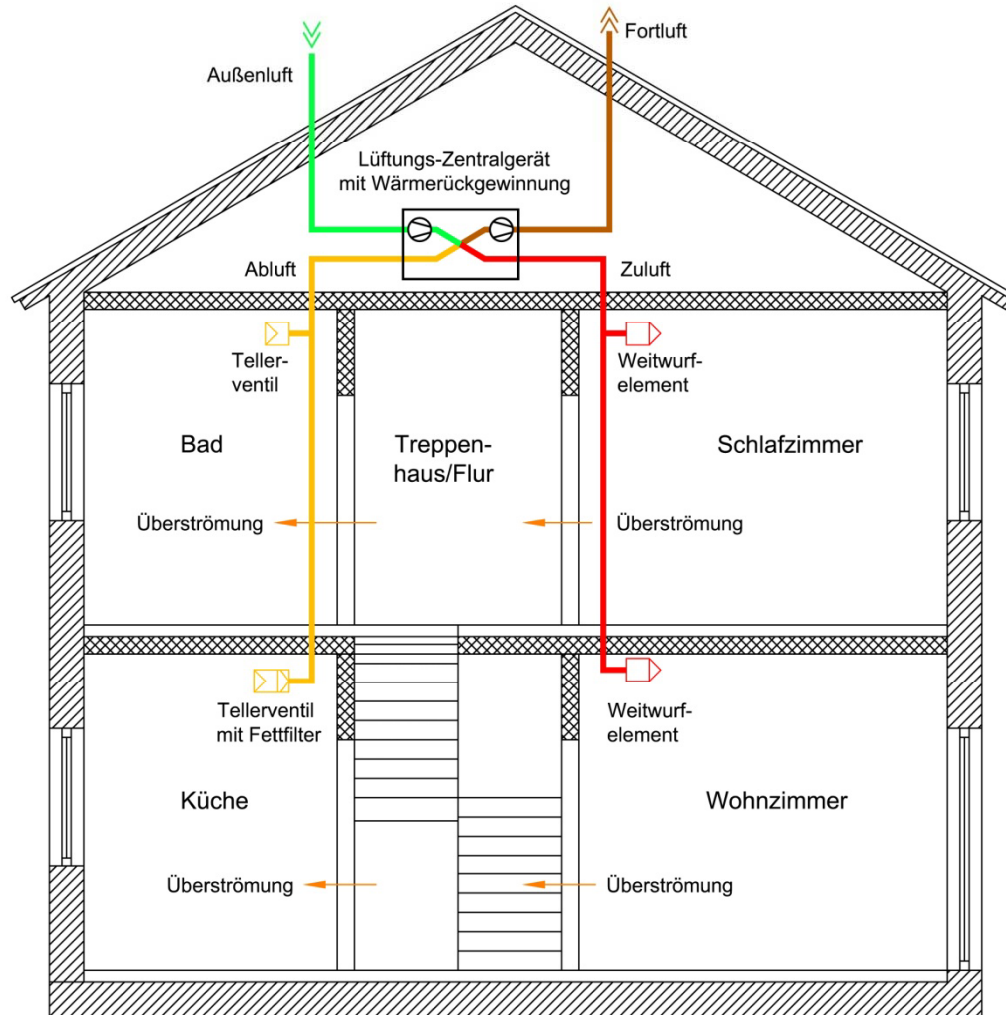 Fortluft
Außenluft
Lüftungs-Zentralgerät
mit Wärmerückgewinnung
Abluft
Zuluft
Teller-
ventil
Weitwurf-
element
Bad
Treppen-
haus/Flur
Schlafzimmer
Überströmung
Überströmung
Tellerventil
mit Fettfilter
Weitwurf-
element
Küche
Wohnzimmer
Überströmung
Überströmung